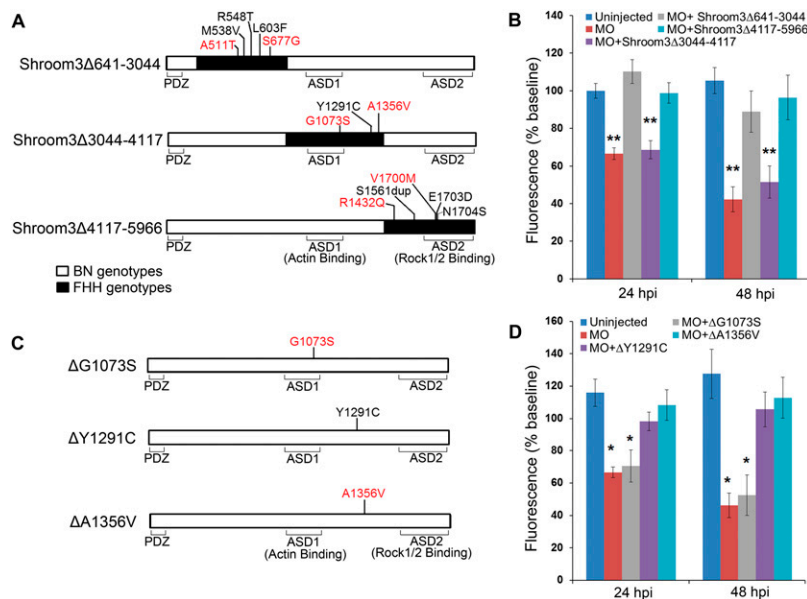 A
R548T
M538V
L603F
A511T
S677G
Shroom3Δ641-3044
PDZ
ASD1
ASD2
Y1291C
A1356V
G1073S
Shroom3Δ3044-4117
PDZ
ASD1
ASD2
V1700M
S1561dup
E1703D
R1432Q
N1704S
Shroom3Δ4117-5966
PDZ
ASD1
(Actin Binding)
ASD2
(Rock1/2 Binding)
BN genotypes
FHH genotypes
B
Uninjected
MO+ Shroom3Δ641-3044
MO
MO+Shroom3Δ4117-5966
MO+Shroom3Δ3044-4117
Fluorescence (% baseline)
140
120
100
80
60
40
20
0
**
**
**
**
24 hpi
48 hpi
C
G1073S
ΔG1073S
PDZ
ASD1
ASD2
Y1291C
ΔY1291C
PDZ
ASD1
ASD2
A1356V
ΔA1356V
PDZ
ASD1
(Actin Binding)
ASD2
(Rock1/2 Binding)
D
Uninjected
MO+ΔG1073S
MO
MO+ΔA1356V
MO+ΔY1291C
Fluorescence (% baseline)
160
140
120
100
80
60
40
20
0
*
*
*
*
24 hpi
48 hpi